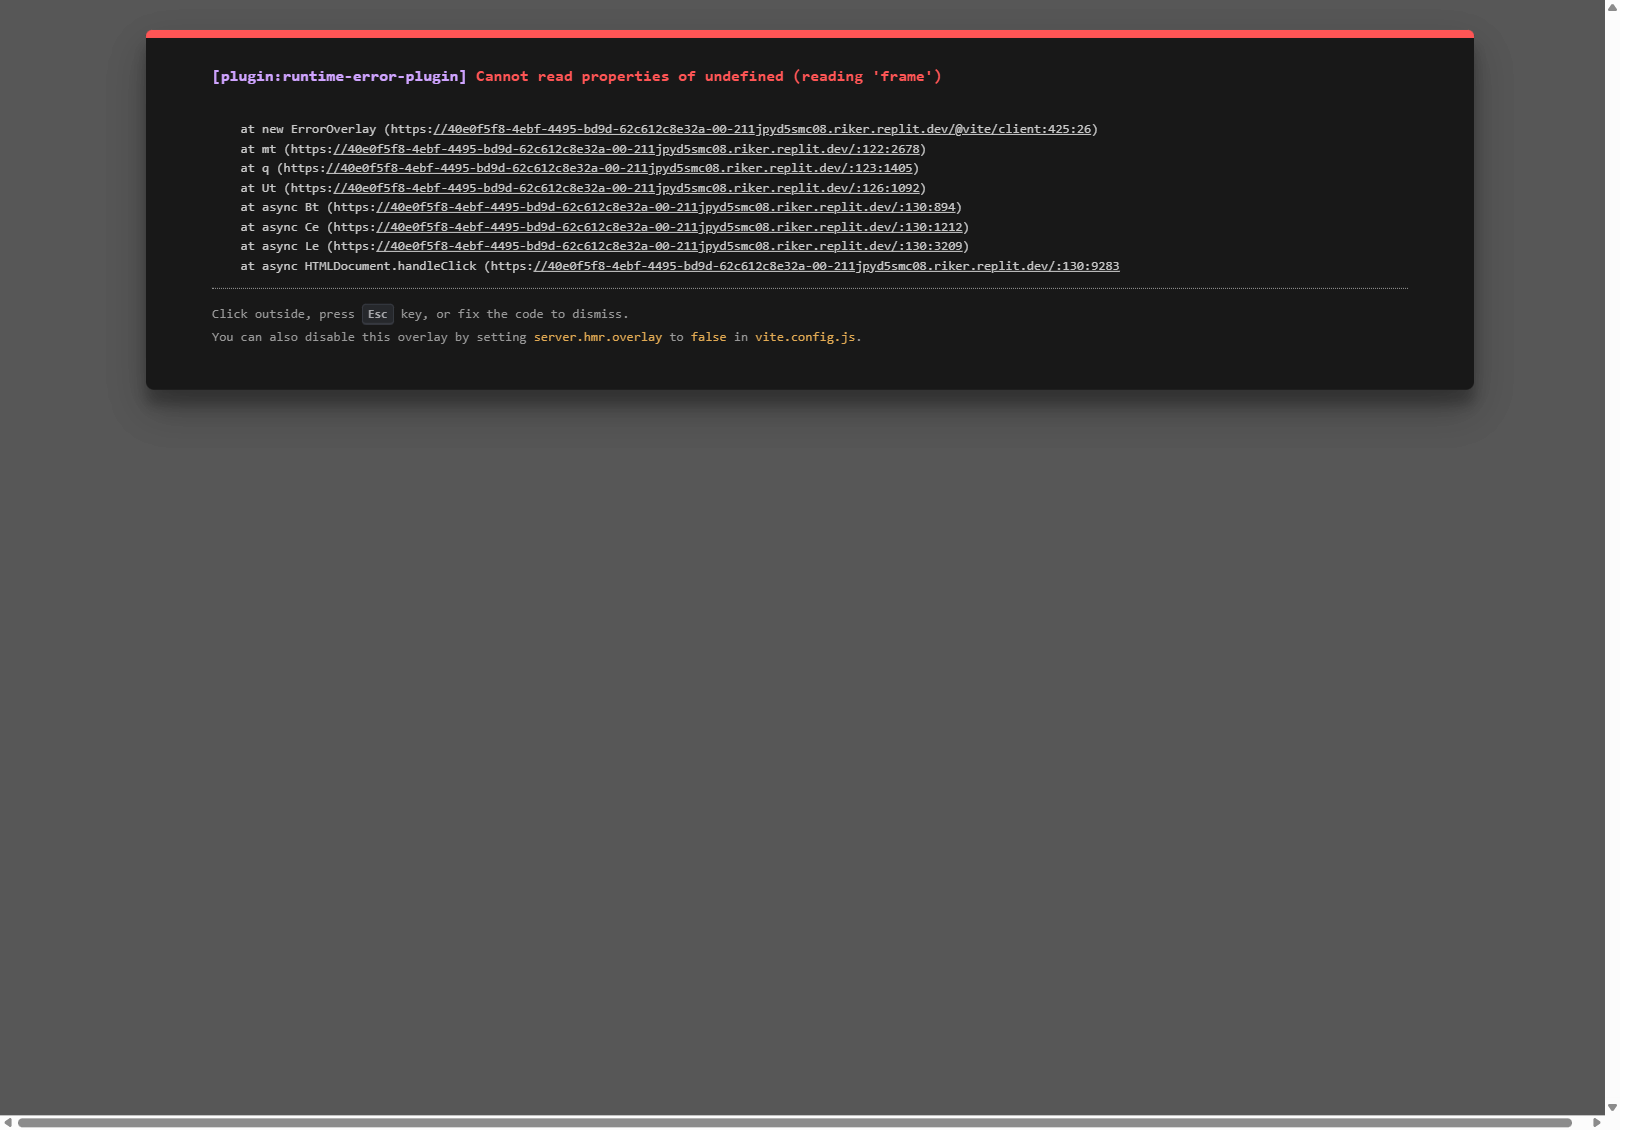 [plugin:runtime-error-plugin] Cannot read properties of undefined (reading 'frame')
at new ErrorOverlay (https://40e0f5f8-4ebf-4495-bd9d-62c612c8e32a-00-211jpyd5smc08.riker.replit.dev/@vite/client:425:26)
at mt (https://40e0f5f8-4ebf-4495-bd9d-62c612c8e32a-00-211jpyd5smc08.riker.replit.dev/:122:2678)
at q (https://40e0f5f8-4ebf-4495-bd9d-62c612c8e32a-00-211jpyd5smc08.riker.replit.dev/:123:1405)
at Ut (https://40e0f5f8-4ebf-4495-bd9d-62c612c8e32a-00-211jpyd5smc08.riker.replit.dev/:126:1092)
at async Bt (https://40e0f5f8-4ebf-4495-bd9d-62c612c8e32a-00-211jpyd5smc08.riker.replit.dev/:130:894)
at async Ce (https://40e0f5f8-4ebf-4495-bd9d-62c612c8e32a-00-211jpyd5smc08.riker.replit.dev/:130:1212)
at async Le (https://40e0f5f8-4ebf-4495-bd9d-62c612c8e32a-00-211jpyd5smc08.riker.replit.dev/:130:3209)
at async HTMLDocument.handleClick (https://40e0f5f8-4ebf-4495-bd9d-62c612c8e32a-00-211jpyd5smc08.riker.replit.dev/:130:9283
Click outside, press Esc key, or fix the code to dismiss.
You can also disable this overlay by setting server.hmr.overlay to false in vite.config.js.